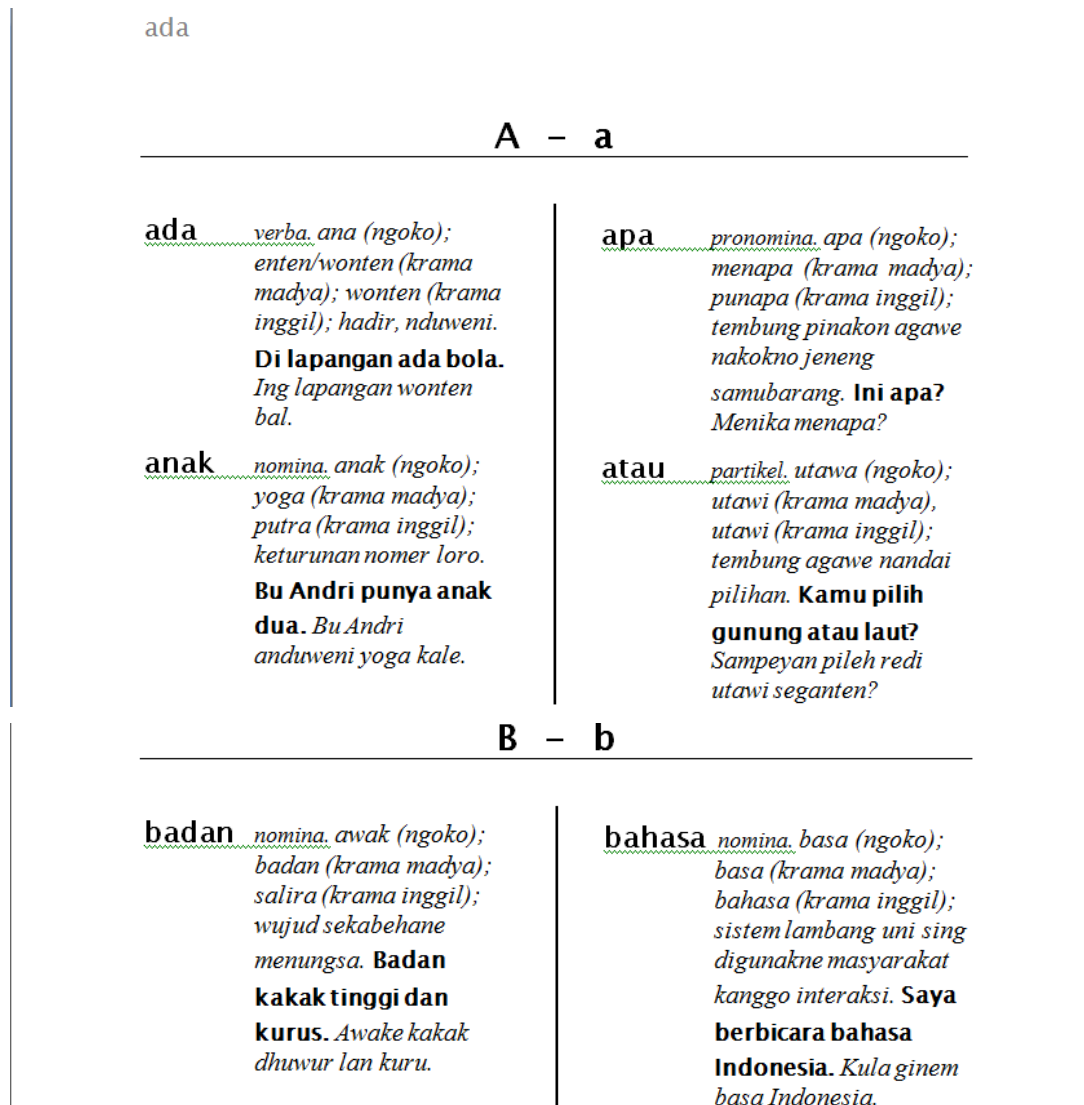 ada
A – a
ada verba. ana (ngoko);
enten/wonten (krama
madya); wonten (krama
inggil); hadir, nduweni.
Di lapangan ada bola.
Ing lapangan wonten
bal.
anak nomina. anak (ngoko);
yoga (krama madya);
putra (krama inggil);
keturunan nomer loro.
Bu Andri punya anak
dua. Bu Andri
anduweni yoga kale.
apa pronomina. apa (ngoko);
menapa (krama madya);
punapa (krama inggil);
tembung pinakon agawe
nakokno jeneng
samubarang. Ini apa?
Menika menapa?
atau partikel. utawa (ngoko);
utawi (krama madya),
utawi (krama inggil);
tembung agawe nandai
pilihan. Kamu pilih
gunung atau laut?
Sampeyan pileh redi
utawi seganten?
B – b
badan nomina. awak (ngoko);
badan (krama madya);
salira (krama inggil);
wujud sekabehane
menungsa. Badan
kakak tinggi dan
kurus. Awake kakak
dhuwur lan kuru.
bahasa nomina. basa (ngoko);
basa (krama madya);
bahasa (krama inggil);
sistem lambang uni sing
digunakne masyarakat
kanggo interaksi. Saya
berbicara bahasa
Indonesia. Kula ginem
basa Indonesia.